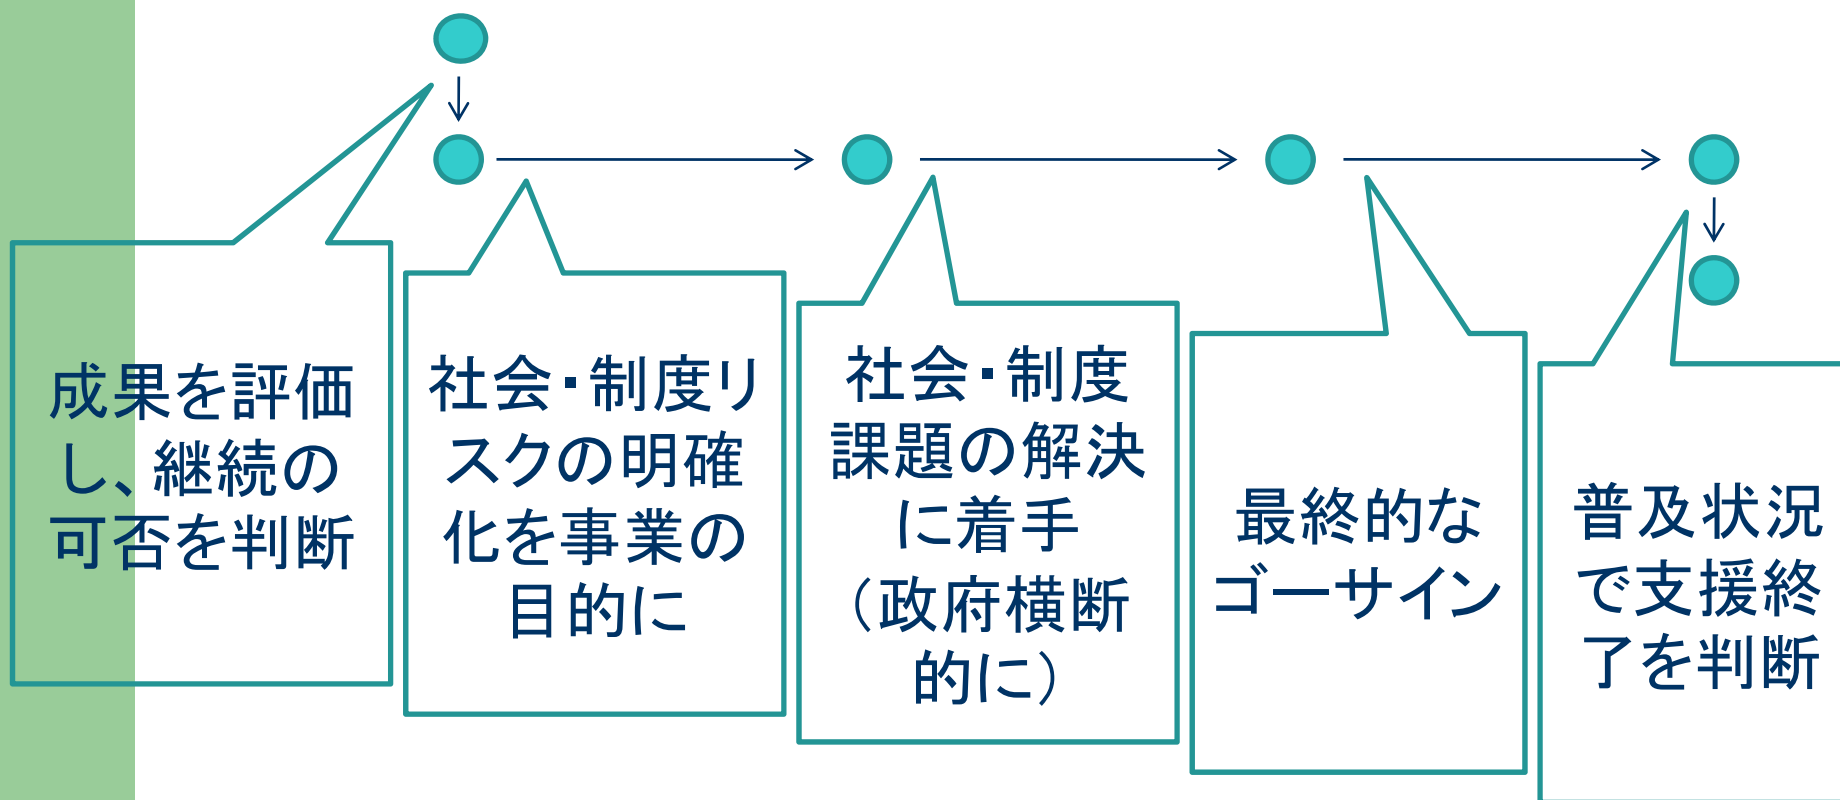 成果を評価
し、継続の
可否を判断
社会・制度リ
スクの明確
化を事業の
目的に
社会・制度
課題の解決
に着手
（政府横断
的に）
最終的な
ゴーサイン
普及状況
で支援終
了を判断